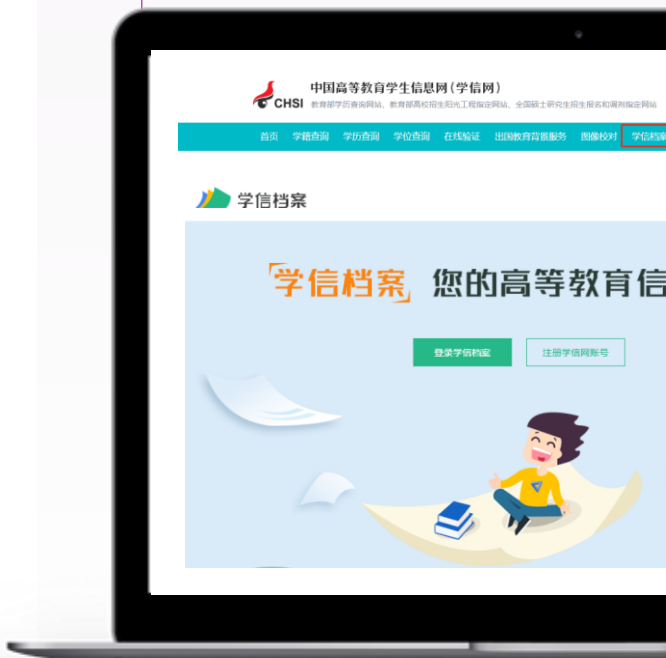 中国高等教育学生信息网(学信网)
CHSI 教育部学历查询网站、教育部高校招生阳光工程指定网站、全国硕士研究生招生报名和调剂指定网站
首页 学籍查询 学历查询 学位查询 在线验证 出国教育背景服务 图像校对 学信档案
学信档案
「学信档案」 您的高等教育信
登录学信档案 注册学信网账号